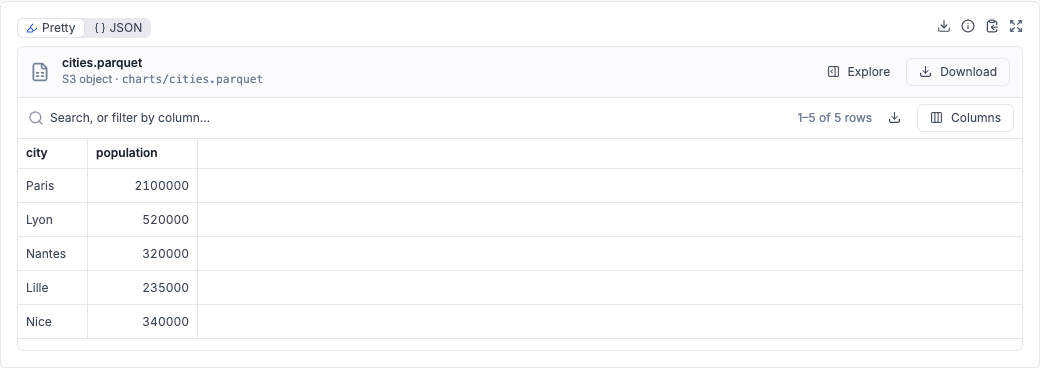 Pretty
{ } JSON
cities.parquet
S3 object · charts/cities.parquet
Explore
Download
Search, or filter by column...
1–5 of 5 rows
Columns
city population
Paris 2100000
Lyon 520000
Nantes 320000
Lille 235000
Nice 340000